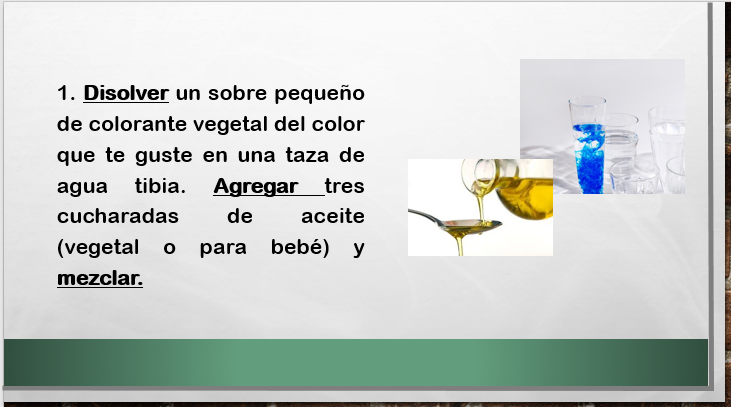 1. Disolver un sobre pequeño
de colorante vegetal del color
que te guste en una taza de
agua tibia. Agregar tres
cucharadas de aceite
(vegetal o para bebé) y
mezclar.